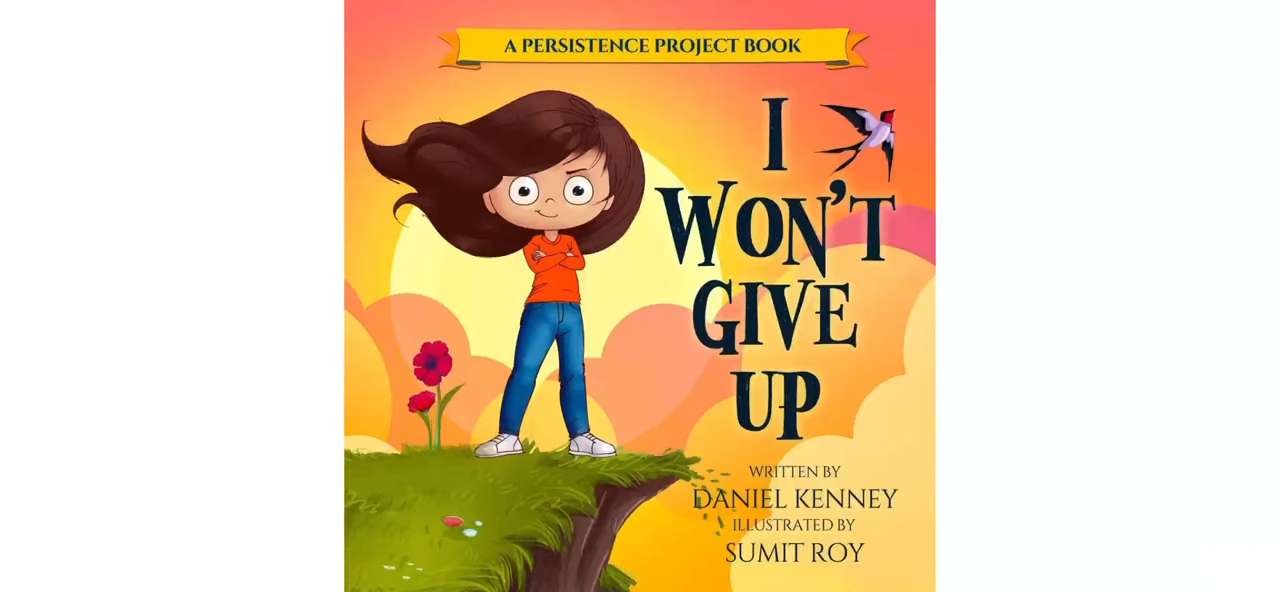 A PERSISTENCE PROJECT BOOK
I
WON'T
GIVE
UP
WRITTEN BY
DANIEL KENNEY
ILLUSTRATED BY
SUMIT ROY